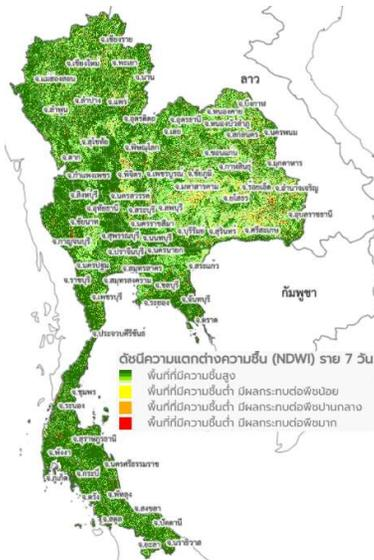 จ.เชียงราย
จ.เชียงใหม่
จ.พะเยา
จ.แม่ฮ่องสอน
จ.น่าน
ลาว
จ.ลำปาง
จ.แพร่
จ.ลำพูน
จ.บึงกาฬ
จ.หนองคาย
จ.อุตรดิตถ์
จ.อุดรธานี
จ.หนองบัวลำภู
จ.นครพนม
จ.เลย
จ.สกลนคร
จ.สุโขทัย
จ.พิษณุโลก
จ.ขอนแก่น
จ.ตาก
จ.กาฬสินธุ์
จ.มุกดาหาร
จ.กำแพงเพชร
จ.พิจิตร
จ.เพชรบูรณ์
จ.ชัยภูมิ
จ.มหาสารคาม
จ.ร้อยเอ็ด
จ.อำนาจเจริญ
จ.สิงหบุรี
จ.นครสวรรค์
จ.ยโสธร
จ.อุทัยธานี
จ.สระบุรี
จ.ลพบุรี
จ.อุบลราชธานี
จ.ชัยนาท
จ.นครราชสีมา
จ.บุรีรัมย์
จ.สุรินทร์
จ.ศรีสะเกษ
จ.สุพรรณบุรี
จ.นนทบุรี
จ.กาญจนบุรี
จ.ปราจีนบุรี
จ.นครนายก
จ.นครปฐม
จ.สมุทรสาคร
จ.สระแก้ว
จ.ราชบุรี
จ.สมุทรสงคราม
จ.ชลบุรี
กัมพูชา
จ.เพชรบุรี
จ.ระยอง
จ.จันทบุรี
จ.ตราด
จ.ประจวบคีรีขันธ์
ดัชนีความแตกต่างความชื้น (NDWI) ราย 7 วัน
พื้นที่ที่มีความชื้นสูง
พื้นที่ที่มีความชื้นต่ำ มีผลกระทบต่อพืชน้อย
พื้นที่ที่มีความชื้นต่ำ มีผลกระทบต่อพืชปานกลาง
พื้นที่ที่มีความชื้นต่ำ มีผลกระทบต่อพืชมาก
จ.ชุมพร
จ.ระนอง
จ.สุราษฎร์ธานี
จ.พังงา
จ.นครศรีธรรมราช
จ.กระบี่
จ.ภูเก็ต
จ.ตรัง
จ.พัทลุง
จ.สงขลา
จ.สตูล
จ.ปัตตานี
จ.ยะลา
จ.นราธิวาส